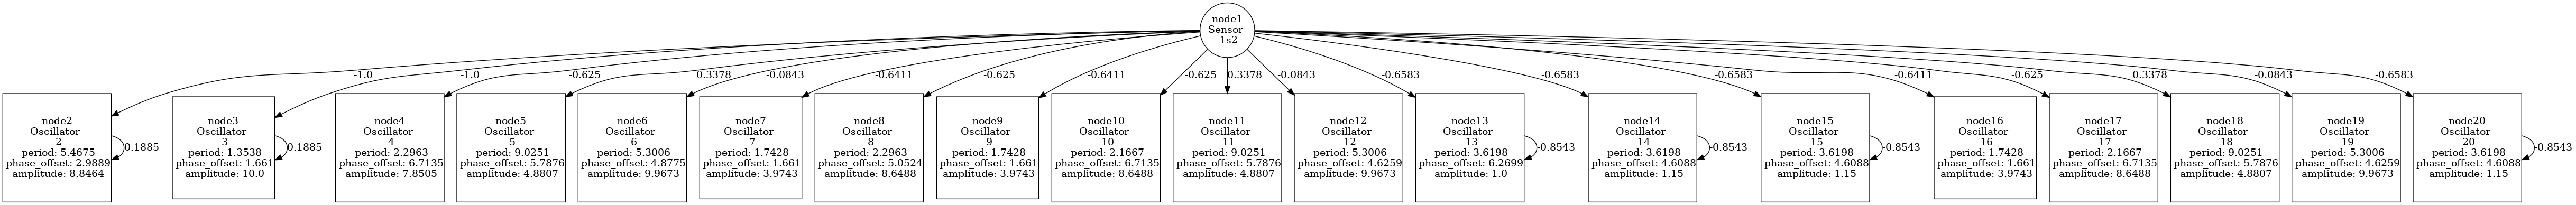 node1
Sensor
1s2
-1.0
-1.0
-0.625
0.3378
-0.0843
-0.6411
-0.625
-0.6411
-0.625
0.3378
-0.0843
-0.6583
-0.6583
-0.6583
-0.6411
-0.625
0.3378
-0.0843
-0.6583
node2
Oscillator
2
period: 5.4675
phase_offset: 2.9889
amplitude: 8.8464
0.1885
node3
Oscillator
3
period: 1.3538
phase_offset: 1.661
amplitude: 10.0
0.1885
node4
Oscillator
4
period: 2.2963
phase_offset: 6.7135
amplitude: 7.8505
node5
Oscillator
5
period: 9.0251
phase_offset: 5.7876
amplitude: 4.8807
node6
Oscillator
6
period: 5.3006
phase_offset: 4.8775
amplitude: 9.9673
node7
Oscillator
7
period: 1.7428
phase_offset: 1.661
amplitude: 3.9743
node8
Oscillator
8
period: 2.2963
phase_offset: 5.0524
amplitude: 8.6488
node9
Oscillator
9
period: 1.7428
phase_offset: 1.661
amplitude: 3.9743
node10
Oscillator
10
period: 2.1667
phase_offset: 6.7135
amplitude: 8.6488
node11
Oscillator
11
period: 9.0251
phase_offset: 5.7876
amplitude: 4.8807
node12
Oscillator
12
period: 5.3006
phase_offset: 4.6259
amplitude: 9.9673
node13
Oscillator
13
period: 3.6198
phase_offset: 6.2699
amplitude: 1.0
-0.8543
node14
Oscillator
14
period: 3.6198
phase_offset: 4.6088
amplitude: 1.15
-0.8543
node15
Oscillator
15
period: 3.6198
phase_offset: 4.6088
amplitude: 1.15
-0.8543
node16
Oscillator
16
period: 1.7428
phase_offset: 1.661
amplitude: 3.9743
node17
Oscillator
17
period: 2.1667
phase_offset: 6.7135
amplitude: 8.6488
node18
Oscillator
18
period: 9.0251
phase_offset: 5.7876
amplitude: 4.8807
node19
Oscillator
19
period: 5.3006
phase_offset: 4.6259
amplitude: 9.9673
node20
Oscillator
20
period: 3.6198
phase_offset: 4.6088
amplitude: 1.15
-0.8543